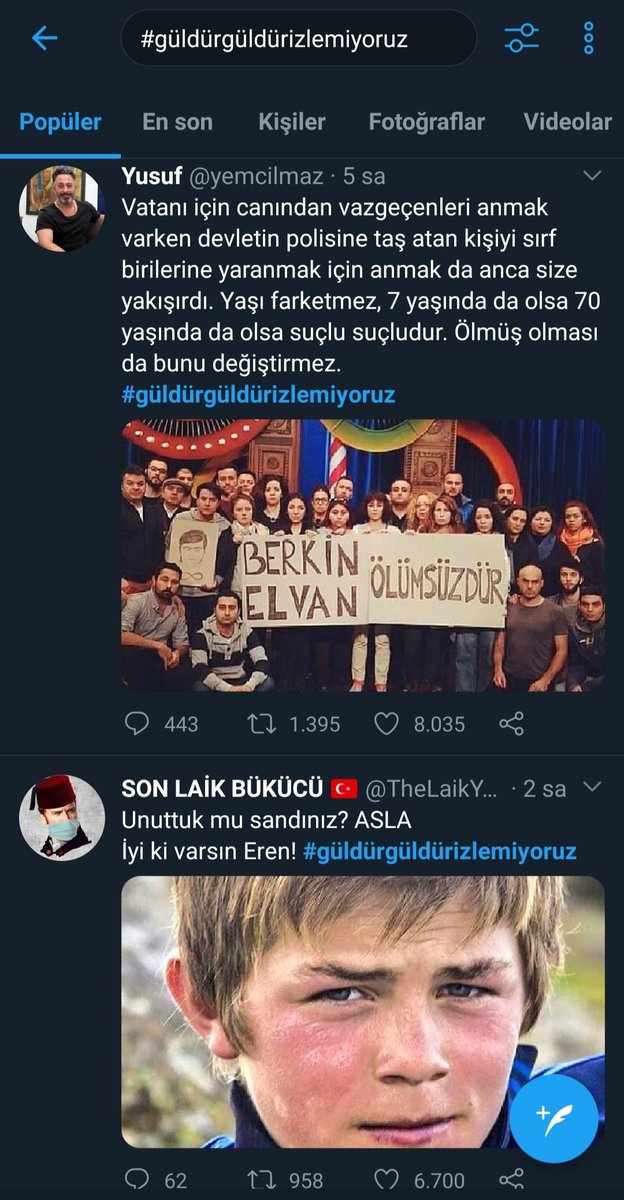 #güldürgüldürizlemiyoruz
Popüler En son Kişiler Fotoğraflar Videolar
Yusuf @yemcilmaz · 5 sa
Vatanı için canından vazgeçenleri anmak
varken devletin polisine taş atan kişiyi sırf
birilerine yaranmak için anmak da anca size
yakışırdı. Yaşı farketmez, 7 yaşında da olsa 70
yaşında da olsa suçlu suçludur. Ölmüş olması
da bunu değiştirmez.
#güldürgüldürizlemiyoruz
BERKİN
ELVAN
ÖLÜMSÜZDÜR
443 1.395 8.035
SON LAİK BÜKÜCÜ @TheLaikY... · 2 sa
Unuttuk mu sandınız? ASLA
İyi ki varsın Eren! #güldürgüldürizlemiyoruz
62 958 6.700